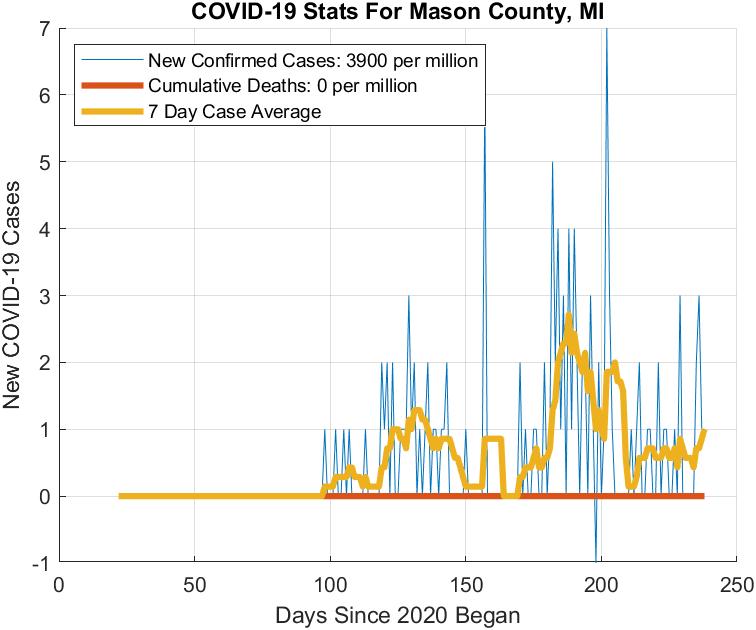 COVID-19 Stats For Mason County, MI
New Confirmed Cases: 3900 per million
Cumulative Deaths: 0 per million
7 Day Case Average
New COVID-19 Cases
7
6
5
4
3
2
1
0
-1
0 50 100 150 200 250
Days Since 2020 Began